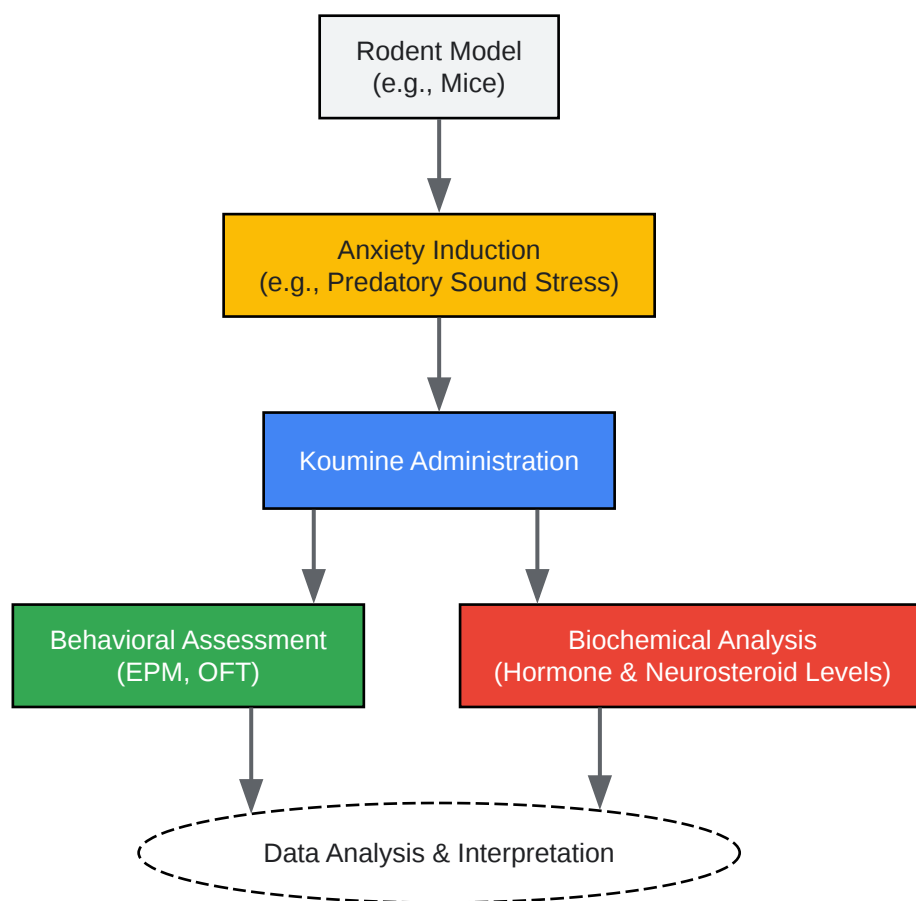 Rodent Model
(e.g., Mice)
Anxiety Induction
(e.g., Predatory Sound Stress)
Koumine Administration
Behavioral Assessment
(EPM, OFT)
Biochemical Analysis
(Hormone & Neurosteroid Levels)
Data Analysis & Interpretation